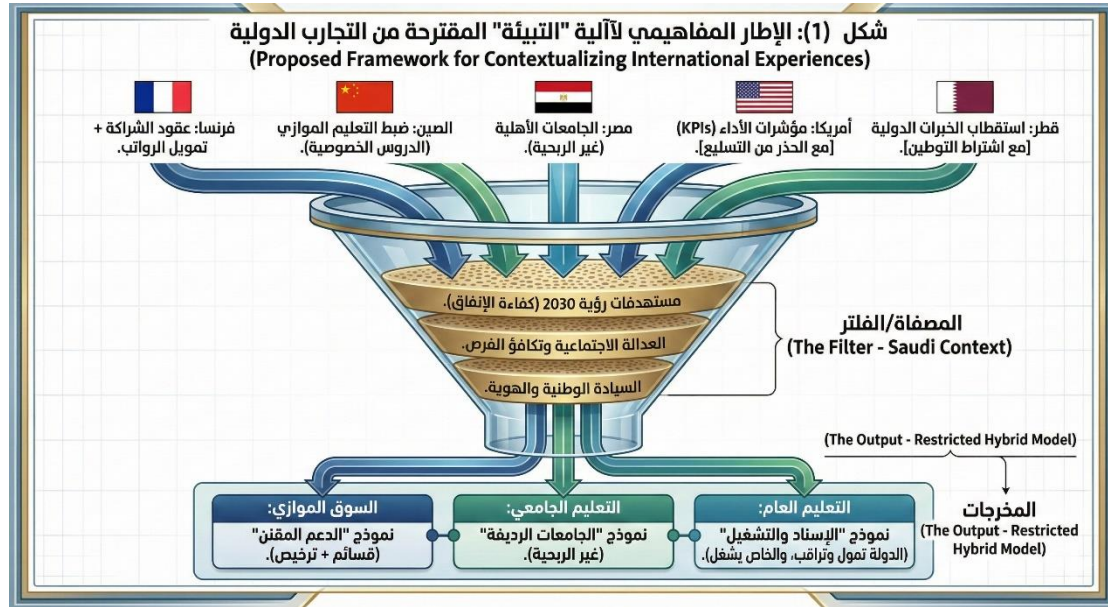 شكل (1): الإطار المفاهيمي لآآلية "التبيئة" المقترحة من التجارب الدولية
(Proposed Framework for Contextualizing International Experiences)
قطر: استقطاب الخبرات الدولية
[مع اشتراط التوطين].
أمريكا: مؤشرات الأداء (KPIs)
[مع الحذر من التسليع].
مصر: الجامعات الأهلية
(غير الربحية).
الصين: ضبط التعليم الموازي
(الدروس الخصوصية).
فرنسا: عقود الشراكة +
تمويل الرواتب.
مستهدفات رؤية 2030 (كفاءة الإنفاق).
العدالة الاجتماعية وتكافؤ الفرص.
السيادة الوطنية والهوية.
المصفاة/الفلتر
(The Filter - Saudi Context)
(The Output - Restricted Hybrid Model)
المخرجات
(The Output - Restricted
Hybrid Model)
التعليم العام:
نموذج "الإسناد والتشغيل"
(الدولة تمول وتراقب، والخاص يشغل).
التعليم الجامعي:
نموذج "الجامعات الرديفة"
(غير الربحية).
السوق الموازي:
نموذج "الدعم المقنن"
(قسائم + ترخيص).